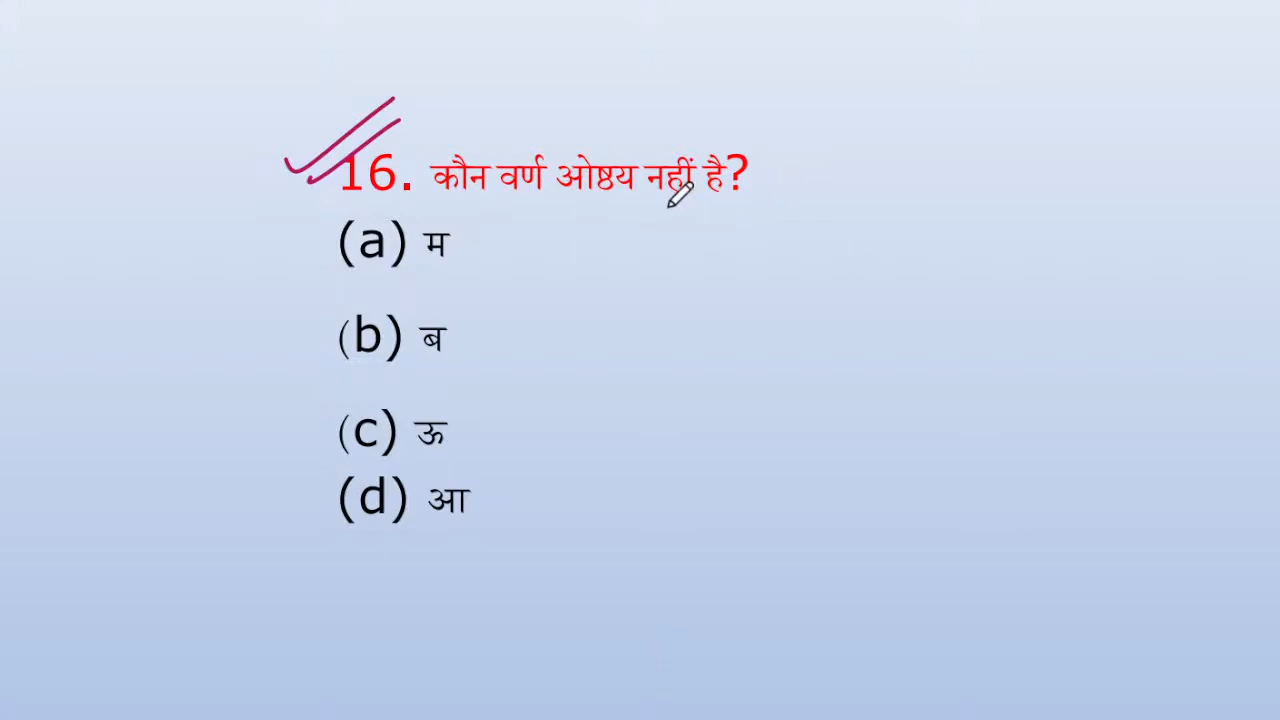 16. कौन वर्ण ओष्ठय नहीं है?
(a) म
(b) ब
(c) ऊ
(d) आ